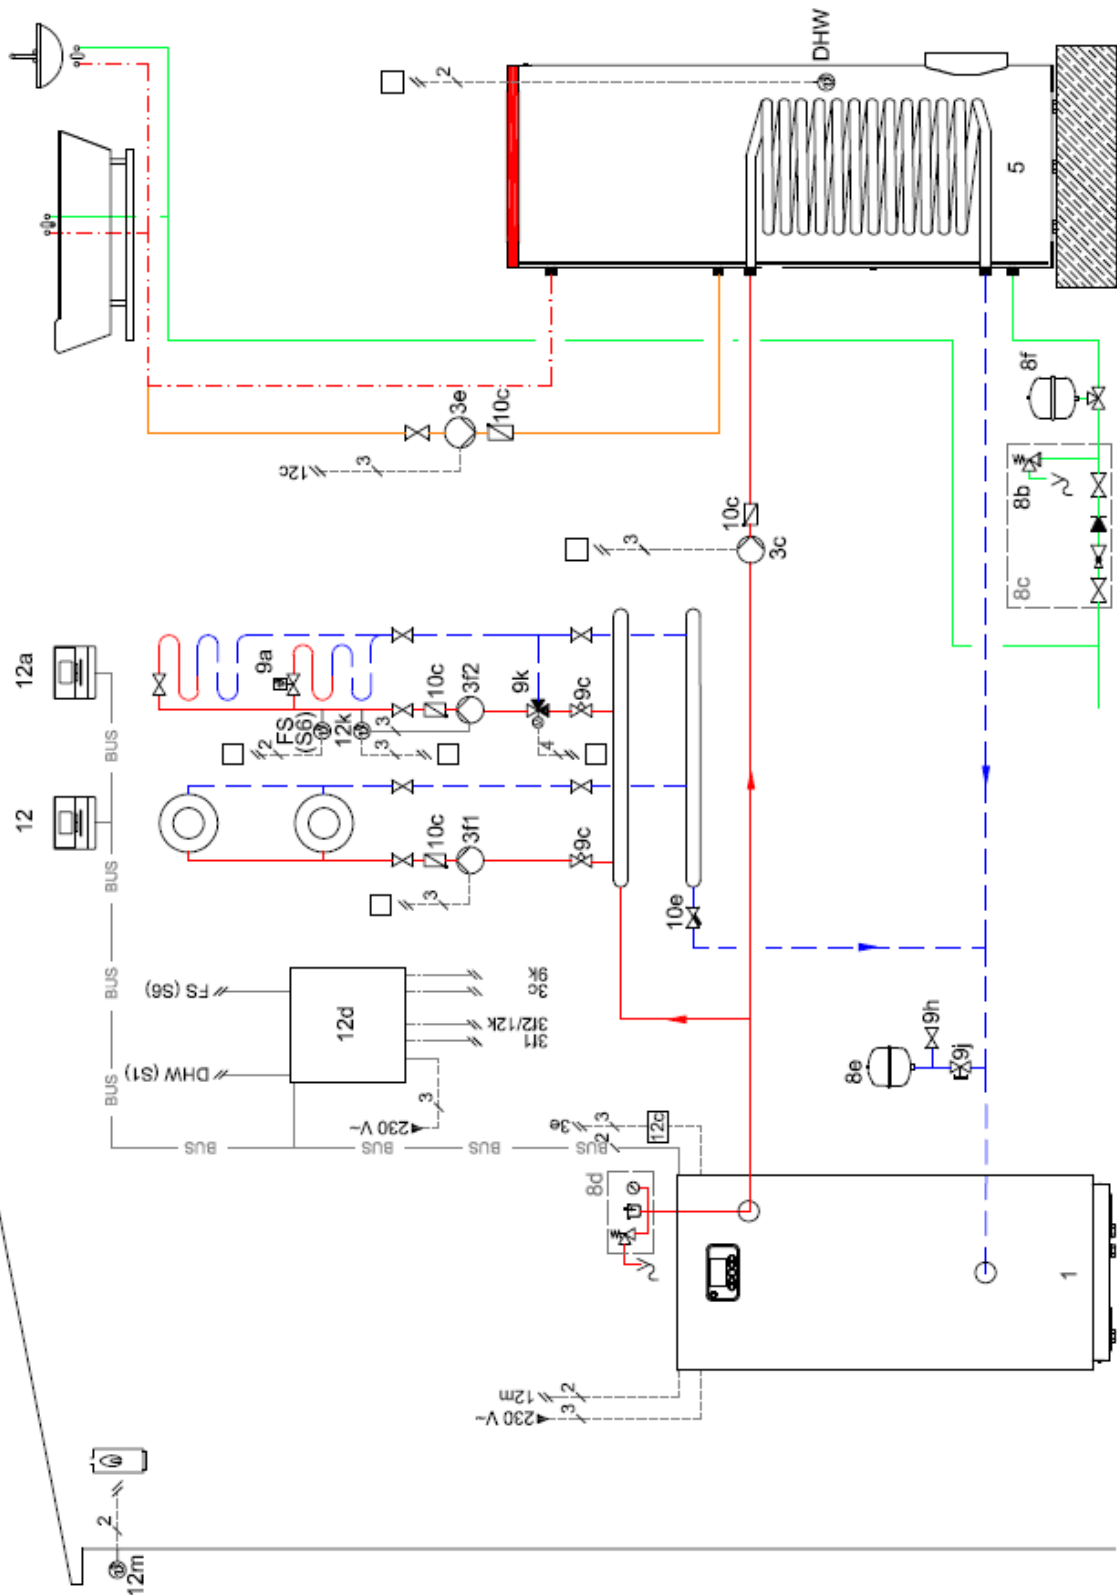 12m
2
230 V~
3
12m
2
1
8d
BUS
2
3e
3
12c
BUS
BUS
BUS
BUS
BUS
BUS
BUS
12
12a
DHW (S1)
FS (S6)
12d
230 V~
3
3f1
3f2/12k
3c
9k
8e
9h
9j
10e
3
3f1
10c
9c
2
FS
(S6)
12k
3
3
9a
10c
3f2
9k
4
9c
3
3c
10c
12c
3
3e
10c
8c
8b
8f
2
DHW
5